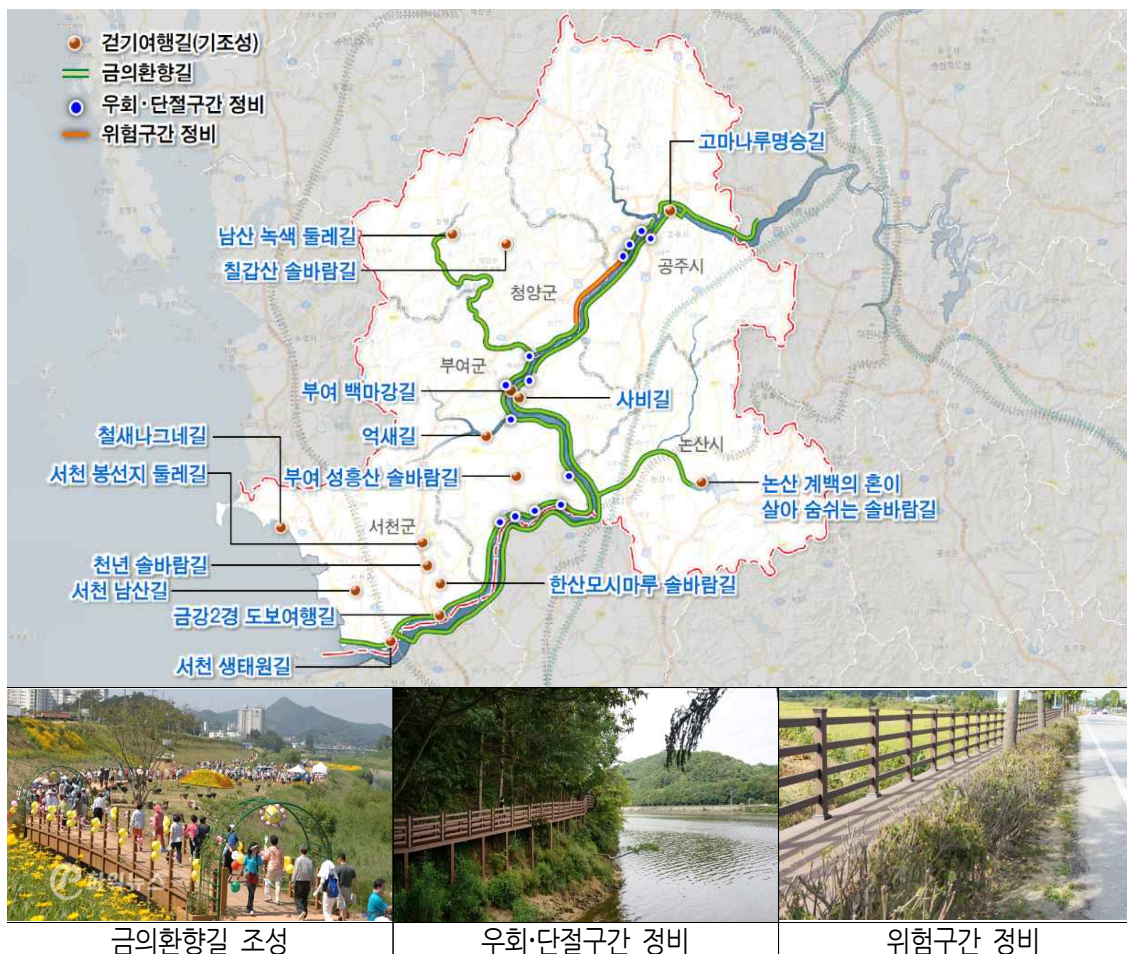 걷기여행길(기조성)
금의환향길
우회·단절구간 정비
위험구간 정비
고마나루명승길
남산 녹색 둘레길
칠갑산 솔바람길
공주시
청양군
부여군
부여 백마강길
사비길
철새나그네길
억새길
논산시
서천 봉선지 둘레길
부여 성흥산 솔바람길
논산 계백의 혼이
살아 숨쉬는 솔바람길
서천군
천년 솔바람길
한산모시마루 솔바람길
서천 남산길
금강2경 도보여행길
서천 생태원길
금의환향길 조성
우회·단절구간 정비
위험구간 정비